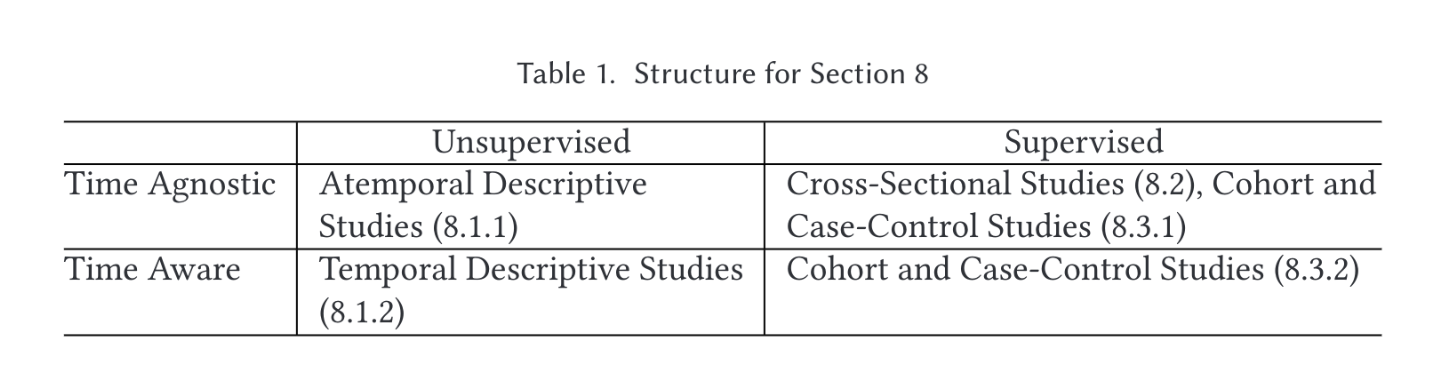 Table 1. Structure for Section 8
Unsupervised Supervised
Time Agnostic Atemporal Descriptive Cross-Sectional Studies (8.2), Cohort and
Studies (8.1.1) Case-Control Studies (8.3.1)
Time Aware Temporal Descriptive Studies Cohort and Case-Control Studies (8.3.2)
(8.1.2)